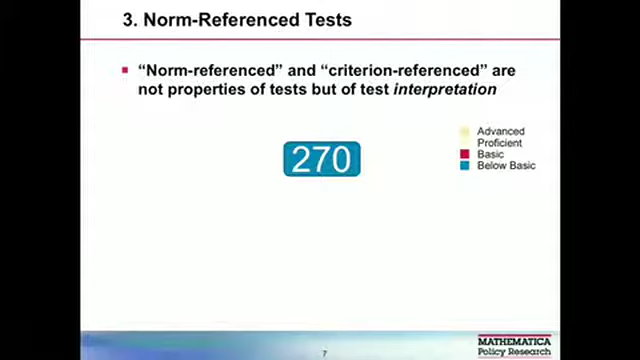 3. Norm-Referenced Tests
“Norm-referenced” and “criterion-referenced” are
not properties of tests but of test interpretation
270
Advanced
Proficient
Basic
Below Basic
7
MATHEMATICA
Policy Research